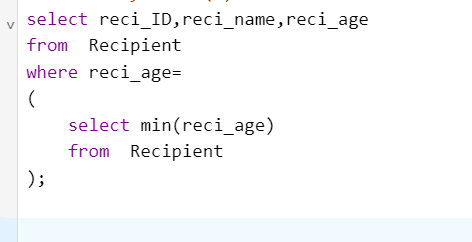 select reci_ID,reci_name,reci_age
from  Recipient
where reci_age=
(
    select min(reci_age)
    from  Recipient
);